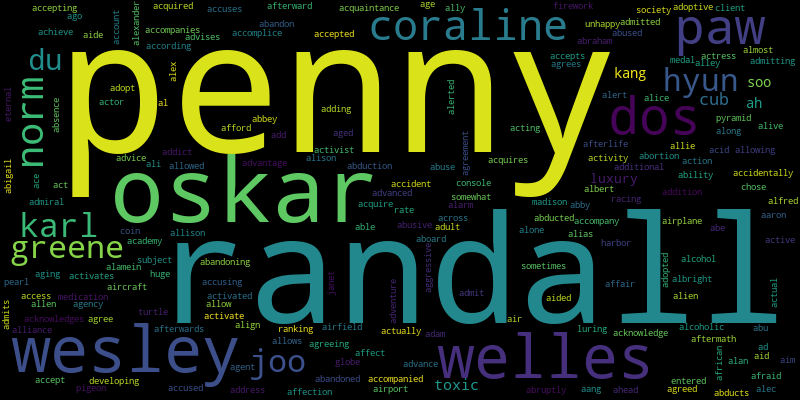 accepting ago acquired accuses afterward acquaintance age ally firework society adoptive client
account alexander accompanies abandon accomplice coraline unhappy admitted paw
achieve aide according advises accepted abused abraham actress almost
penny accepts agrees medal alley admitting
du alex kang hyun soo
eternal norm absence adopt al alerted alert alice cub ah pyramid
actor abbey adding dos along alive
afford add aged acting afterlife
advice addict activist agreement allie acid allowing
abigail ace act ali allowed advantage alison abduction abuse acquires activity additional abortion action ability accidentally
oskar accident console luxury albert chose
admiral advanced somewhat madison racing addition alfred
karl coin acquire rate alarm abducted abby accompany airplane aaron
greene academy allison able abusive across adult alone alias harbor abe active
alamein subject abandoning randall aboard aggressive sometimes affair adopted alcohol
aging activates huge accusing janet adventure admit aided albright alien actual
pearl access medication aircraft activated
admits allen agency turtle allow air alcoholic abu
acknowledges agree activate ranking airfield actually adam luring acknowledge aftermath ad
alliance afterwards align agreeing affect advance african alan aid aim
wesley joo allows agent globe welles
accept developing accused affection abandoned accompanied toxic aang entered abducts afraid
pigeon address airport abruptly agreed alec